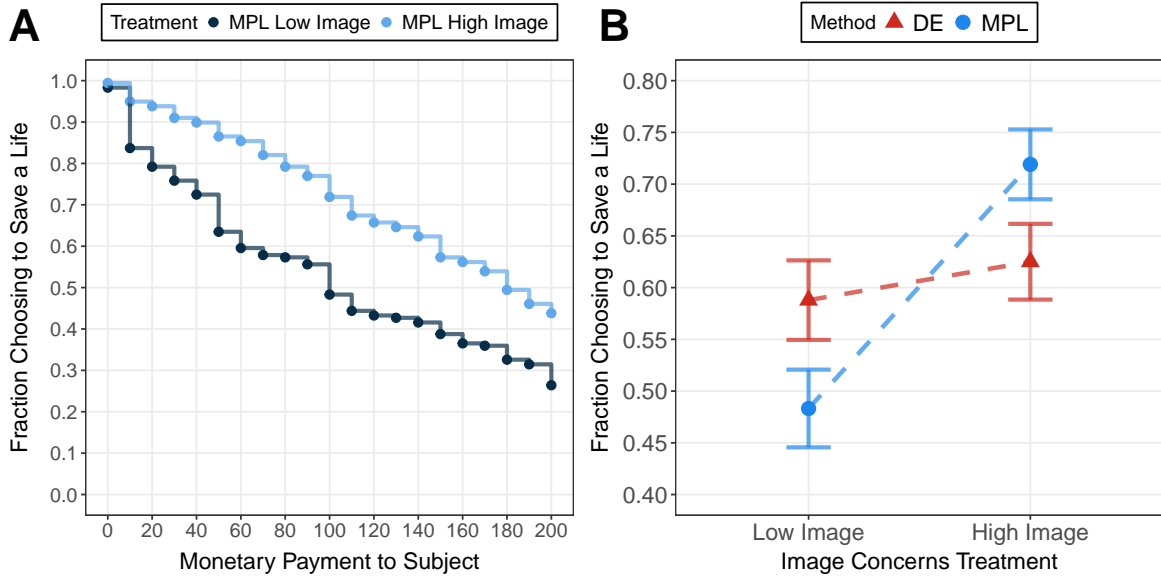 A
Treatment MPL Low Image MPL High Image
Fraction Choosing to Save a Life
1.0
0.9
0.8
0.7
0.6
0.5
0.4
0.3
0.2
0.1
0.0
0 20 40 60 80 100 120 140 160 180 200
Monetary Payment to Subject
B
Method DE MPL
Fraction Choosing to Save a Life
0.80
0.75
0.70
0.65
0.60
0.55
0.50
0.45
0.40
Low Image High Image
Image Concerns Treatment